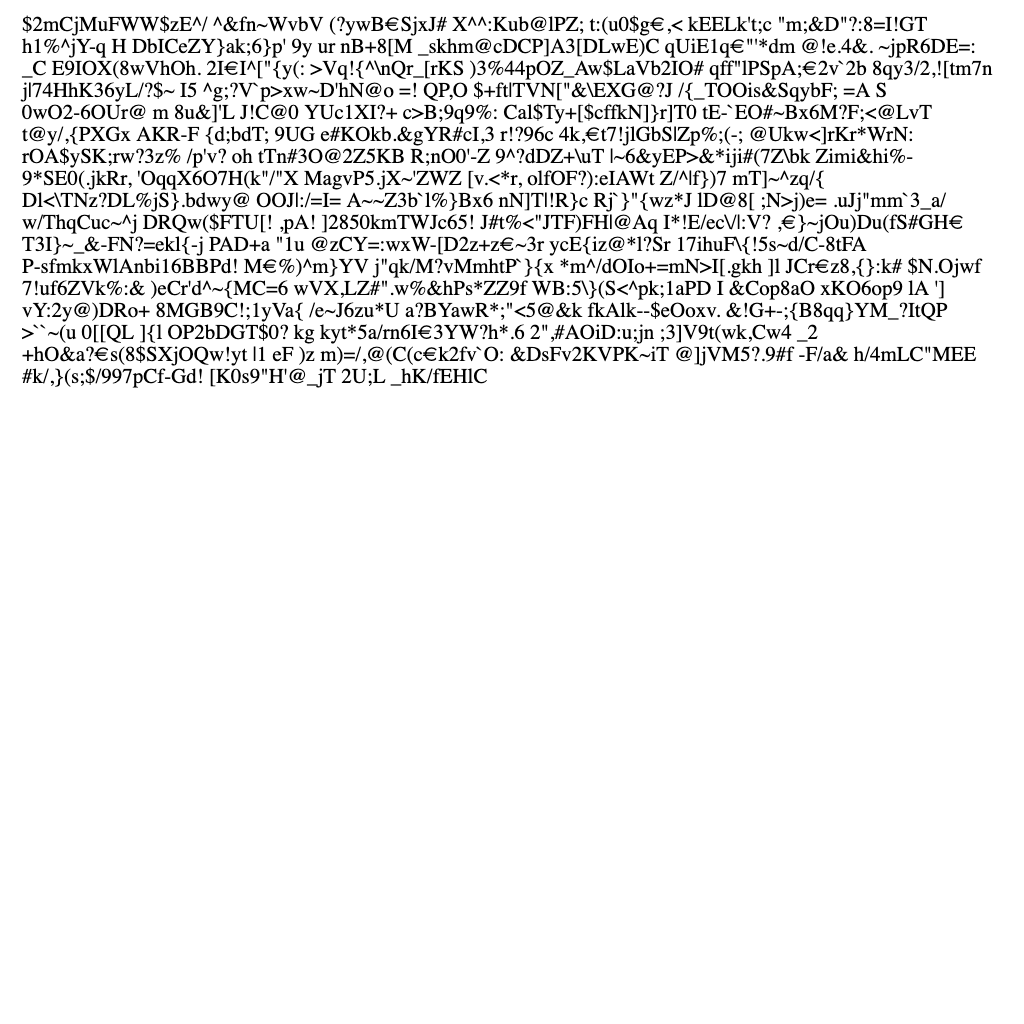 $2mCjMuFWW$zE^/ ^&fn~WvbV (?ywB€SjxJ# X^^:Kub@lPZ; t:(u0$g€,< kEELk't;c "m;&D"?:8=I!GT
h1%^jY-q H DbICeZY}ak;6}p' 9y ur nB+8[M _skhm@cDCP]A3[DLwE)C qUiE1q€"'*dm @!e.4&. ~jpR6DE=:
_C E9IOX(8wVhOh. 2I€I^["{y(: >Vq!{^\nQr_[rKS )3%44pOZ_Aw$LaVb2IO# qff"lPSpA;€2v`2b 8qy3/2,![tm7n
j|74HhK36yL/?$~ I5 ^g;?V`p>xw~D'hN@o =! QP,O $+ft|TVN["&\EXG@?J /{_TOOis&SqybF; =A S
0wO2-6OUr@ m 8u&]'L J!C@0 YUc1XI?+ c>B;9q9%: Cal$Ty+[$cffkN]}r]T0 tE-`EO#~Bx6M?F;<@LvT
t@y/,{PXGx AKR-F {d;bdT; 9UG e#KOkb.&gYR#cI,3 r!?96c 4k,€t7!jlGbS|Zp%;(-; @Ukw<]rKr*WrN:
rOA$ySK;rw?3z% /p'v? oh tTn#3O@2Z5KB R;nO0'-Z 9^?dDZ+\uT |~6&yEP>&*iji#(7Z\bk Zimi&hi%-
9*SE0(.jkRr, 'OqqX6O7H(k"/"X MagvP5.jX~'ZWZ [v.<*r, olfOF?):eIAWt Z/^|f})7 mT]~^zq/{
Dl<\TNz?DL%jS}.bdwy@ OOJ|:/=I= A~~Z3b`l%}Bx6 nN]T|!R}c Rj`}"{wz*J lD@8[ ;N>j)e= .uJj"mm`3_a/
w/ThqCuc~^j DRQw($FTU[! ,pA! ]2850kmTWJc65! J#t%<"JTF)FH|@Aq I*!E/ec\/|:V? ,€}~jOu)Du(fS#GH€
T3I}~_&-FN?=ekl{-j PAD+a "1u @zCY=:wxW-[D2z+z€~3r ycE{iz@*l?Sr 17ihuF\{!5s~d/C-8tFA
P-sfmkxWlAnbi16BBPd! M€%)^m}YV j"qk/M?vMmhtP`}{x *m^/dOIo+=mN>I[.gkh ]l JCr€z8,{}:k# $N.Ojwf
7!uf6ZVk%:& )eCr'd^~{MC=6 wVX,LZ#".w%&hPs*ZZ9f WB:5\}(S<^pk;1aPD I &Cop8aO xKO6op9 lA ']
vY:2y@)DRo+ 8MGB9C!;1yVa{ /e~J6zu*U a?BYawR*;"<5@&k fkAlk--$eOoxv. &!G+-;{B8qq}YM_?ItQP
>``~(u 0[[QL ]{l OP2bDGT$0? kg kyt*5a/rn6I€3YW?h*.6 2",#AOiD:u;jn ;3]V9t(wk,Cw4 _2
+hO&a?€s(8$SXjOQw!yt |1 eF )z m)=/,@(C(c€k2fv`O: &DsFv2KVPK~iT @]jVM5?.9#f -F/a& h/4mLC"MEE
#k/,}(s;$/997pCf-Gd! [K0s9"H'@_jT 2U;L _hK/fEHlC